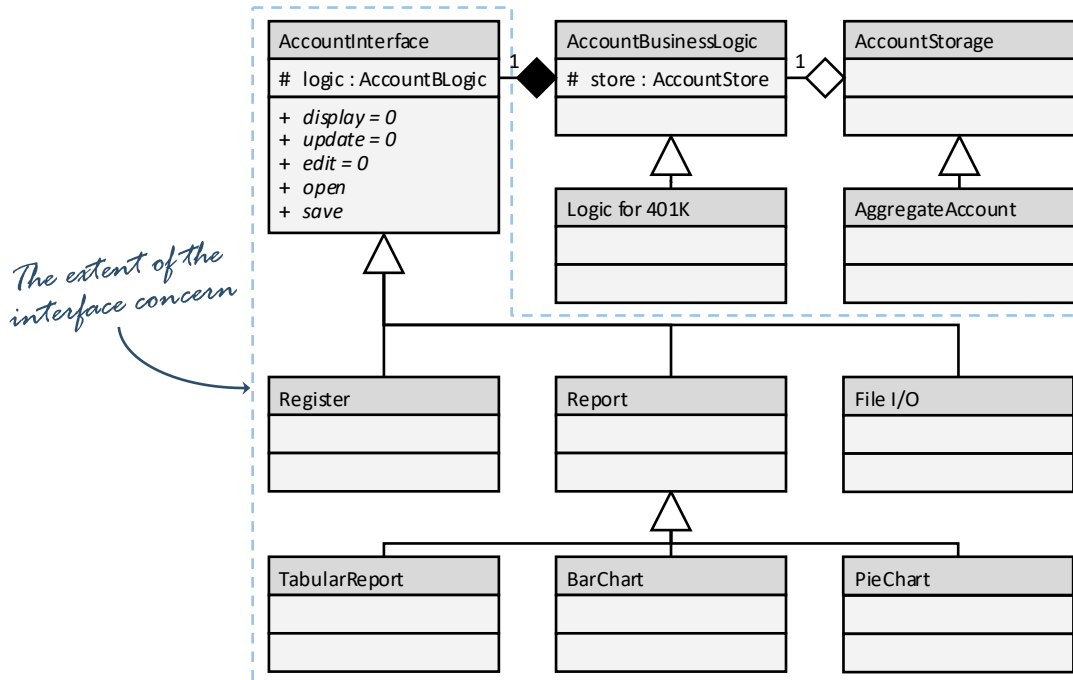 AccountInterface
# logic : AccountBLogic
+ display = 0
+ update = 0
+ edit = 0
+ open
+ save
1
AccountBusinessLogic
# store : AccountStore
1
AccountStorage
Logic for 401K
AggregateAccount
The extent of the
interface concern
Register
Report
File I/O
TabularReport
BarChart
PieChart